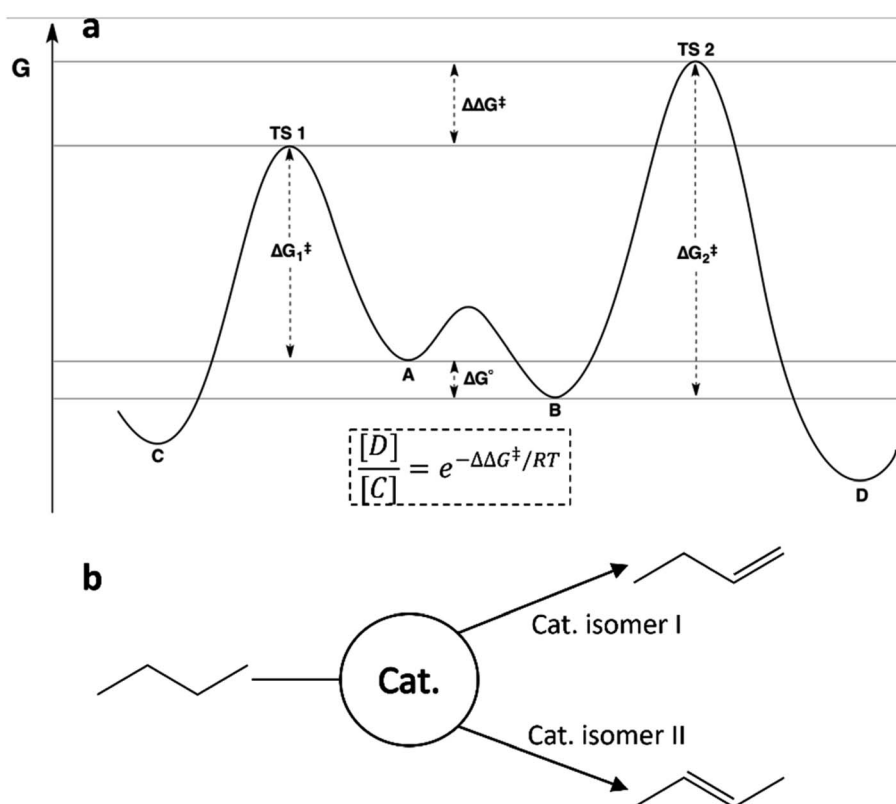 a
G
TS 2
ΔΔG‡
TS 1
ΔG₁‡
ΔG₂‡
A
ΔG°
B
C
[D]/[C] = e^{-ΔΔG‡/RT}
D
b
Cat. isomer I
Cat.
Cat. isomer II